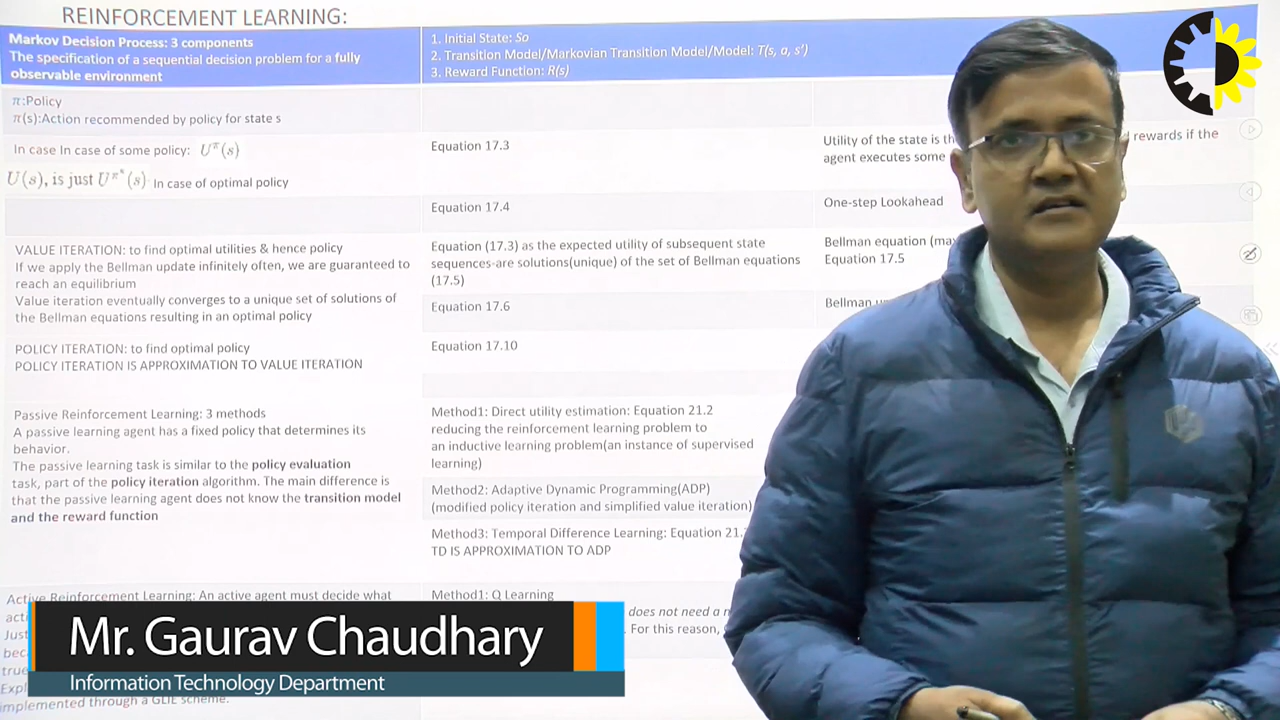 REINFORCEMENT LEARNING:
Markov Decision Process: 3 components
The specification of a sequential decision problem for a fully
observable environment
1. Initial State: So
2. Transition Model/Markovian Transition Model/Model: T(s, a, s')
3. Reward Function: R(s)
π:Policy
π(s):Action recommended by policy for state s
In case In case of some policy: U^π(s)
U(s), is just U^π*(s). In case of optimal policy
Equation 17.3
Utility of the state is th
rewards if the
agent executes some
Equation 17.4
One-step Lookahead
VALUE ITERATION: to find optimal utilities & hence policy
If we apply the Bellman update infinitely often, we are guaranteed to
reach an equilibrium
Value iteration eventually converges to a unique set of solutions of
the Bellman equations resulting in an optimal policy
Equation (17.3) as the expected utility of subsequent state
sequences-are solutions(unique) of the set of Bellman equations
(17.5)
Bellman equation
Equation 17.5
Equation 17.6
Bellman
POLICY ITERATION: to find optimal policy
POLICY ITERATION IS APPROXIMATION TO VALUE ITERATION
Equation 17.10
Passive Reinforcement Learning: 3 methods
A passive learning agent has a fixed policy that determines its
behavior.
The passive learning task is similar to the policy evaluation
task, part of the policy iteration algorithm. The main difference is
that the passive learning agent does not know the transition model
and the reward function
Method1: Direct utility estimation: Equation 21.2
reducing the reinforcement learning problem to
an inductive learning problem(an instance of supervised
learning)
Method2: Adaptive Dynamic Programming(ADP)
(modified policy iteration and simplified value iteration)
Method3: Temporal Difference Learning: Equation 21.
TD IS APPROXIMATION TO ADP
Active Reinforcement Learning: An active agent must decide what
Method1: Q Learning
does not need a
For this reason,
implemented through a GLIE scheme.
Mr. Gaurav Chaudhary
Information Technology Department